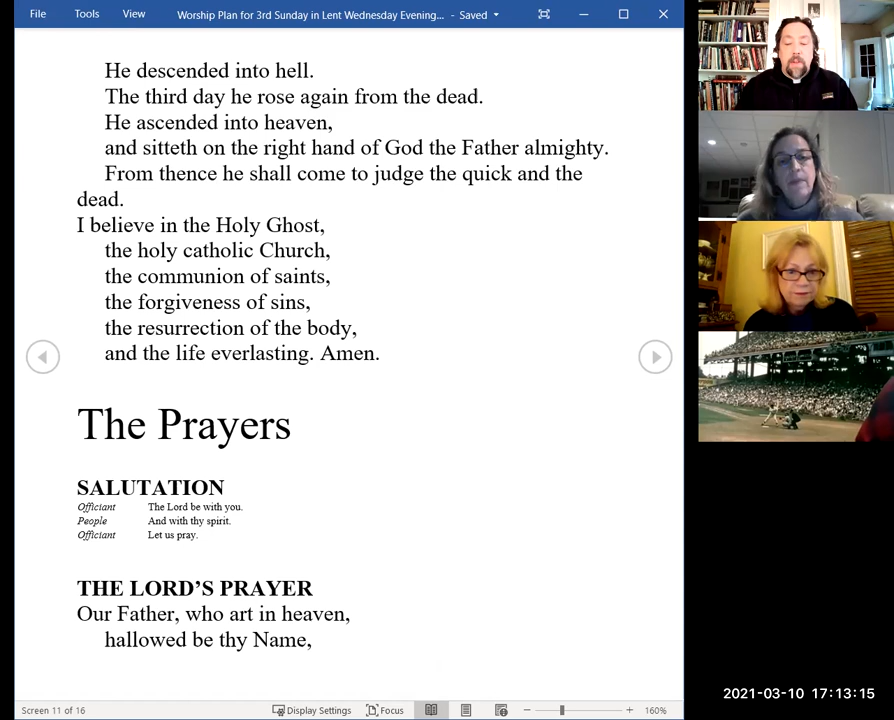 File Tools View Worship Plan for 3rd Sunday in Lent Wednesday Evening... - Saved
He descended into hell.
The third day he rose again from the dead.
He ascended into heaven,
and sitteth on the right hand of God the Father almighty.
From thence he shall come to judge the quick and the
dead.
I believe in the Holy Ghost,
the holy catholic Church,
the communion of saints,
the forgiveness of sins,
the resurrection of the body,
and the life everlasting. Amen.
The Prayers
SALUTATION
Officiant The Lord be with you.
People And with thy spirit.
Officiant Let us pray.
THE LORD'S PRAYER
Our Father, who art in heaven,
hallowed be thy Name,
Screen 11 of 16 Display Settings Focus 160%
2021-03-10 17:13:15